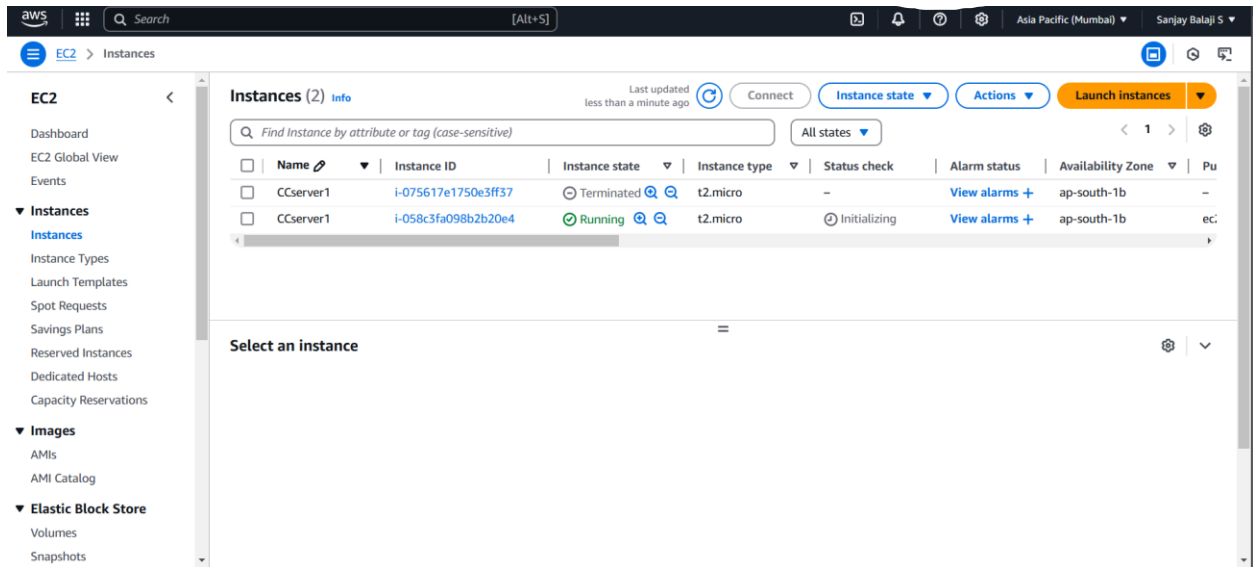 aws Search [Alt+S] Asia Pacific (Mumbai) Sanjay Balaji S
EC2 > Instances
EC2
Dashboard
EC2 Global View
Events
Instances
Instances
Instance Types
Launch Templates
Spot Requests
Savings Plans
Reserved Instances
Dedicated Hosts
Capacity Reservations
Images
AMIs
AMI Catalog
Elastic Block Store
Volumes
Snapshots
Instances (2) Info
Last updated
less than a minute ago
Connect Instance state Actions Launch instances
Find Instance by attribute or tag (case-sensitive) All states < 1 >
Name Instance ID Instance state Instance type Status check Alarm status Availability Zone Pu
CCserver1 i-075617e1750e3ff37 Terminated t2.micro – View alarms + ap-south-1b –
CCserver1 i-058c3fa098b2b20e4 Running t2.micro Initializing View alarms + ap-south-1b ec2
Select an instance